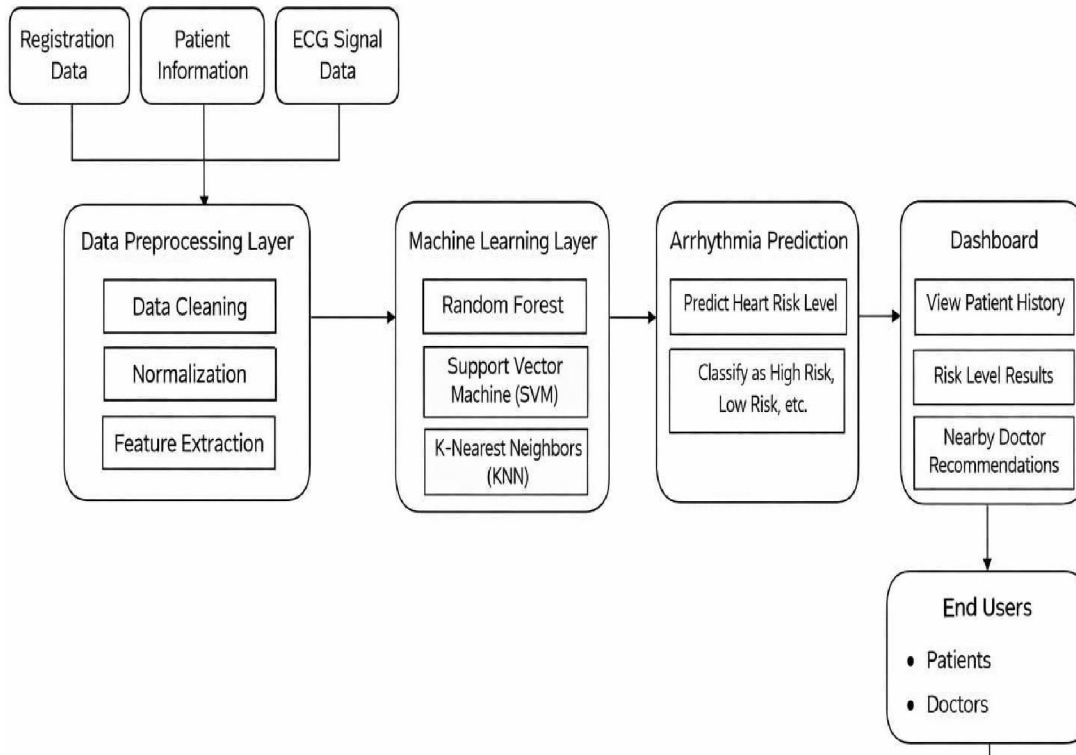 Registration
Data
Patient
Information
ECG Signal
Data
Data Preprocessing Layer
Data Cleaning
Normalization
Feature Extraction
Machine Learning Layer
Random Forest
Support Vector
Machine (SVM)
K-Nearest Neighbors
(KNN)
Arrhythmia Prediction
Predict Heart Risk Level
Classify as High Risk,
Low Risk, etc.
Dashboard
View Patient History
Risk Level Results
Nearby Doctor
Recommendations
End Users
• Patients
• Doctors